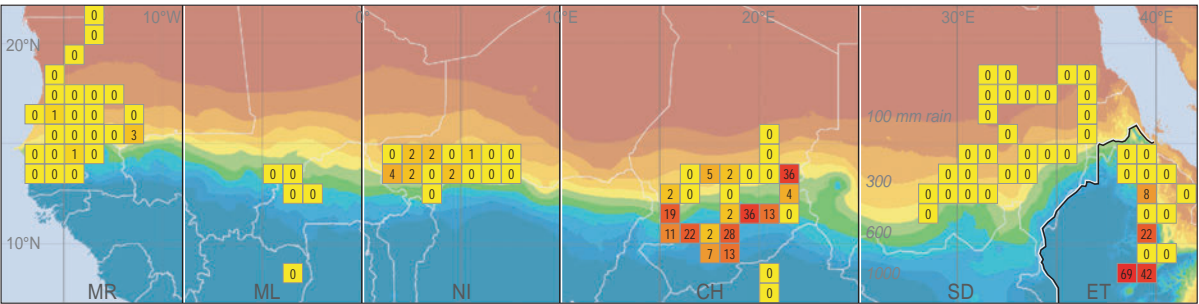 0 10°W 0° 10°E 20°E 30°E 40°E
0
20°N
0
0 0 0 0 0
0 0 0 0 0 0 0 0 0
0 1 0 0 0 100 mm rain 0 0
0 0 0 0 3 0 0 0
0 0 1 0 0 2 2 0 1 0 0 0 0 0 0 0 0 0 0
0 0 0 0 0 4 2 0 2 0 0 0 0 5 2 0 0 36 300 0 0 0 0 0 0 0
0 0 0 2 0 0 4 0 0 0 0 8 0
19 2 36 13 0 0 0 0
11 22 2 28 600 22
7 13 0 0
0 0 1000 69 42
MR ML NI CH 0 SD ET